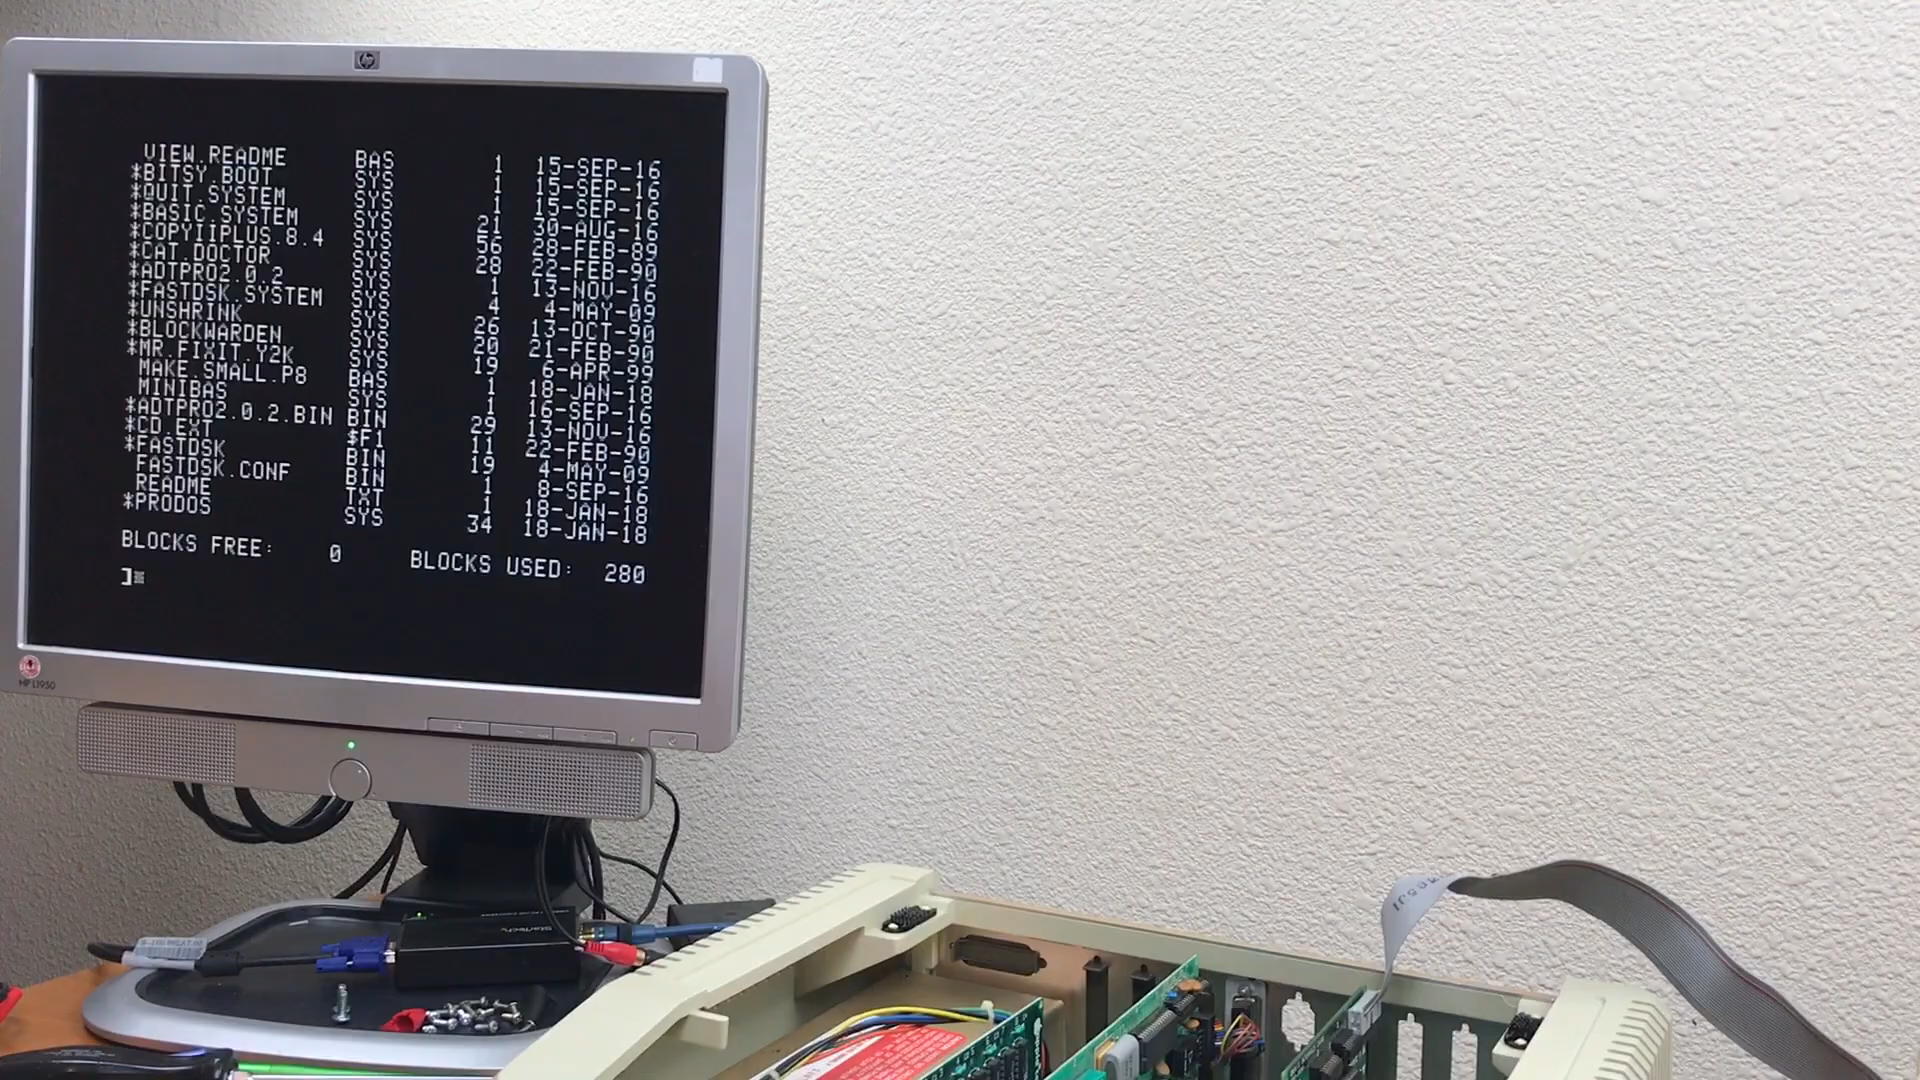 hp
VIEW.README BAS 1 15-SEP-16
*BITSY.BOOT SYS 1 15-SEP-16
*QUIT.SYSTEM SYS 1 15-SEP-16
*BASIC.SYSTEM SYS 21 30-AUG-16
*COPYIIPLUS.8.4 SYS 56 28-FEB-89
*CAT.DOCTOR SYS 28 22-FEB-90
*ADTPRO2.0.2 SYS 1 13-NOV-16
*FASTDSK.SYSTEM SYS 4 4-MAY-09
*UNSHRINK SYS 26 13-OCT-90
*BLOCKWARDEN SYS 20 21-FEB-90
*MR.FIXIT.Y2K SYS 19 6-APR-99
MAKE.SMALL.P8 BAS 1 18-JAN-18
MINIBAS SYS 1 16-SEP-16
*ADTPRO2.0.2.BIN BIN 29 13-NOV-16
*CD.EXT $F1 11 22-FEB-90
*FASTDSK BIN 19 4-MAY-09
FASTDSK.CONF BIN 1 8-SEP-16
README TXT 1 18-JAN-18
*PRODOS SYS 34 18-JAN-18
BLOCKS FREE: 0 BLOCKS USED: 280
]
HP L1950
StarTech